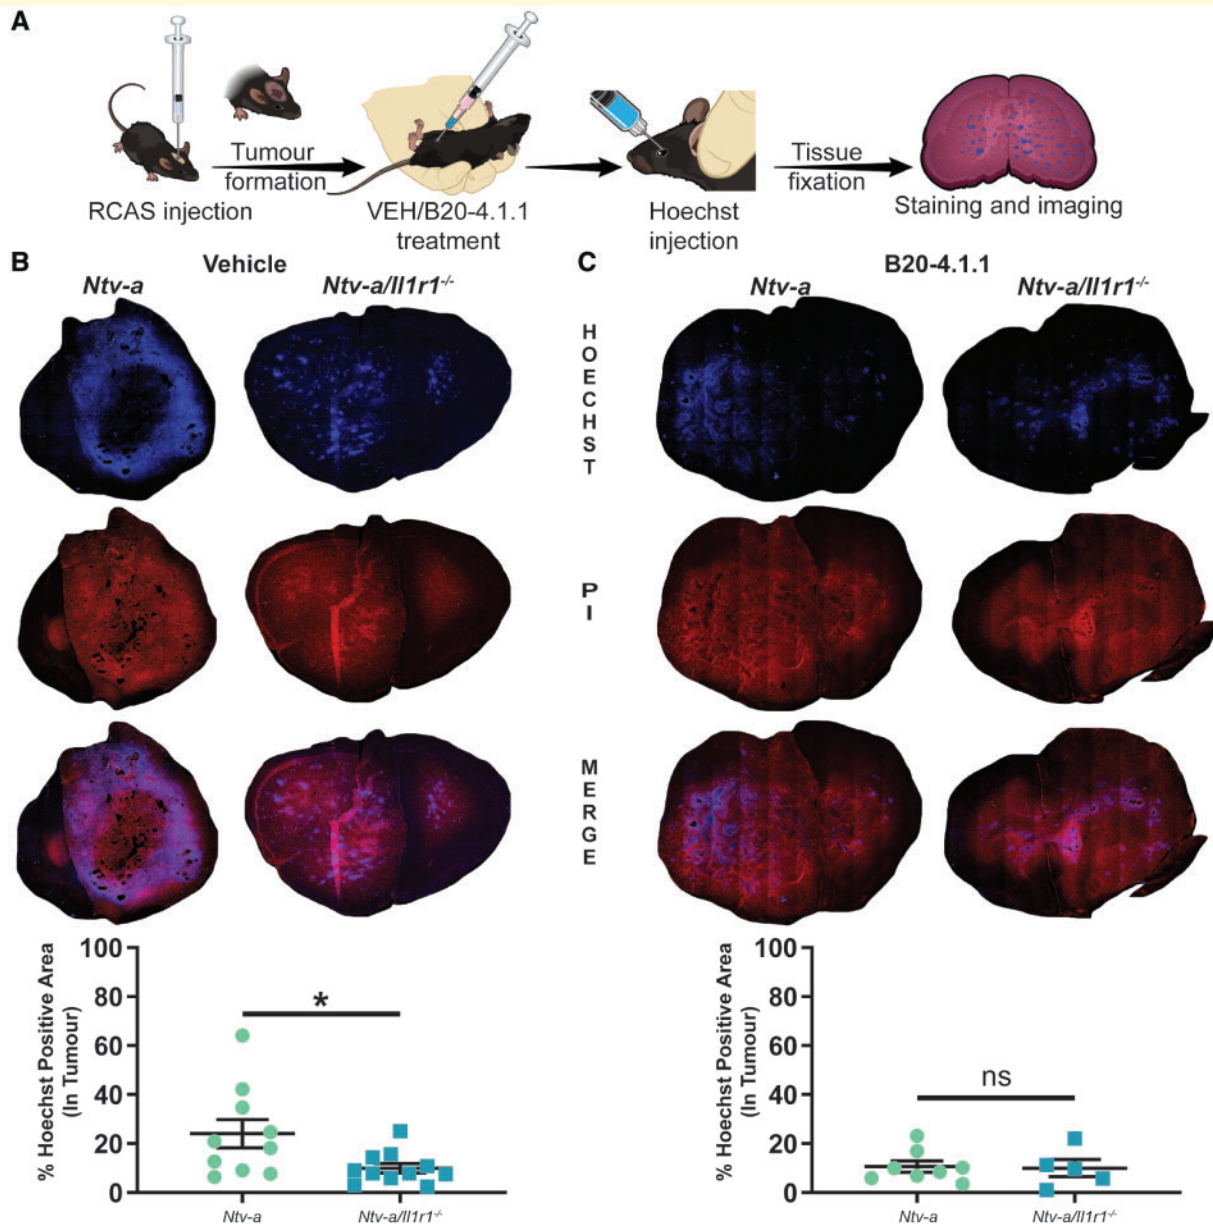 A
RCAS injection
Tumour
formation
VEH/B20-4.1.1
treatment
Hoechst
injection
Tissue
fixation
Staining and imaging
B
Vehicle
Ntv-a
Ntv-a/Il1r1-/-
C
B20-4.1.1
Ntv-a
Ntv-a/Il1r1-/-
HOECHST
PI
MERGE
% Hoechst Positive Area
(In Tumour)
100
80
60
40
20
0
*
Ntv-a
Ntv-a/Il1r1-/-
% Hoechst Positive Area
(In Tumour)
100
80
60
40
20
0
ns
Ntv-a
Ntv-a/Il1r1-/-